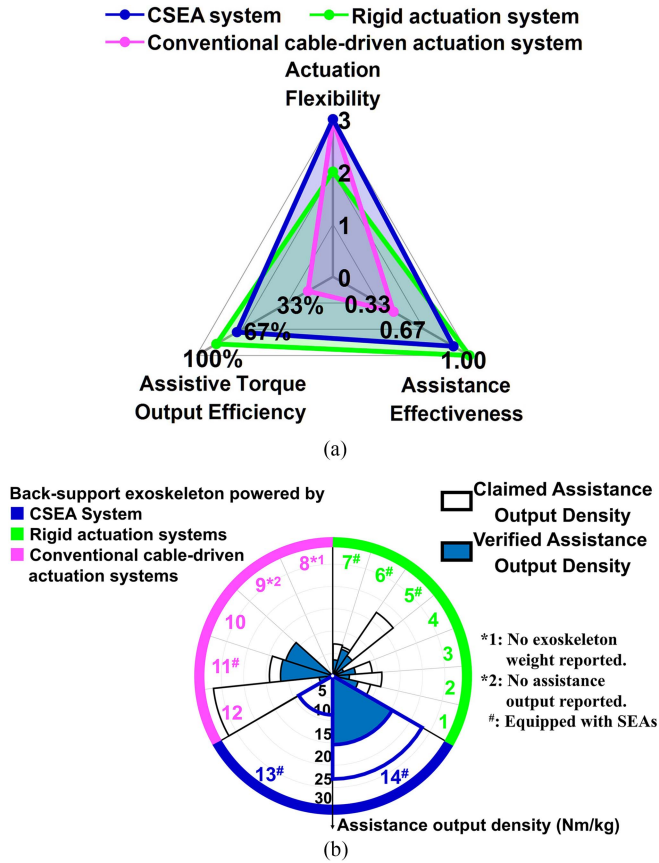 CSEA system
Rigid actuation system
Conventional cable-driven actuation system
Actuation
Flexibility
3
2
1
0
33%
0.33
67%
0.67
100%
1.00
Assistive Torque
Output Efficiency
Assistance
Effectiveness
(a)
Back-support exoskeleton powered by
CSEA System
Rigid actuation systems
Conventional cable-driven
actuation systems
Claimed Assistance
Output Density
Verified Assistance
Output Density
8*1
7#
9*2
6#
5#
10
4
11#
3
12
2
1
13#
14#
5
10
15
20
25
30
*1: No exoskeleton
weight reported.
*2: No assistance
output reported.
#: Equipped with SEAs
Assistance output density (Nm/kg)
(b)